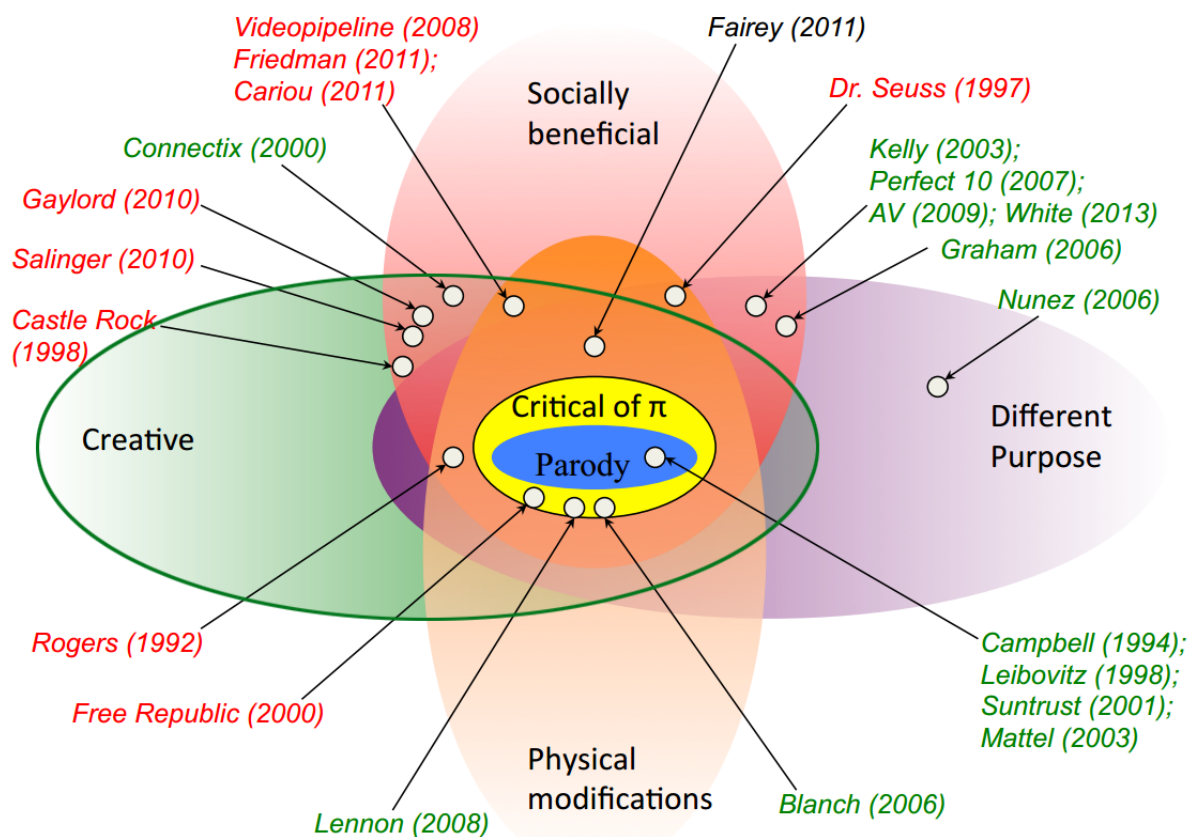 Videopipeline (2008)
Friedman (2011);
Cariou (2011)
Fairey (2011)
Socially
beneficial
Dr. Seuss (1997)
Connectix (2000)
Kelly (2003);
Perfect 10 (2007);
AV (2009); White (2013)
Gaylord (2010)
Graham (2006)
Salinger (2010)
Nunez (2006)
Castle Rock
(1998)
Critical of π
Creative
Parody
Different
Purpose
Rogers (1992)
Campbell (1994);
Leibovitz (1998);
Suntrust (2001);
Mattel (2003)
Free Republic (2000)
Physical
modifications
Blanch (2006)
Lennon (2008)